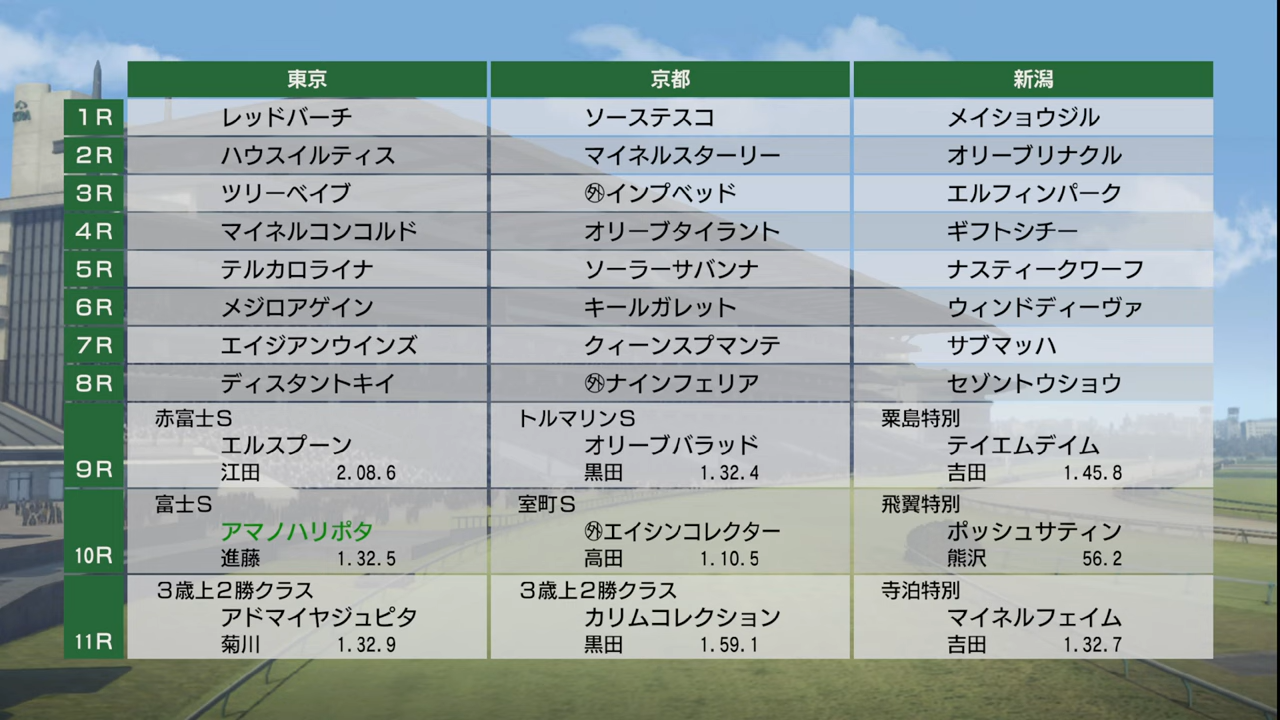 東京 京都 新潟
1R レッドバーチ ソーステスコ メイショウジル
2R ハウスイルティス マイネルスターリー オリーブリナクル
3R ツリーベイブ ㊕インプベッド エルフィンパーク
4R マイネルコンコルド オリーブタイラント ギフトシチー
5R テルカロライナ ソーラーサバンナ ナスティークワーフ
6R メジロアゲイン キールガレット ウィンドディーヴァ
7R エイジアンウインズ クィーンスプマンテ サブマッハ
8R ディスタントキイ 外ナインフェリア セゾントウショウ
赤富士S トルマリンS 粟島特別
エルスプーン オリーブバラッド テイエムデイム
9R 江田 2.08.6 黒田 1.32.4 吉田 1.45.8
富士S 室町S 飛翼特別
アマノハリポタ 外エイシンコレクター ポッシュサティン
10R 進藤 1.32.5 高田 1.10.5 熊沢 56.2
3歳上2勝クラス 3歳上2勝クラス 寺泊特別
アドマイヤジュピタ カリムコレクション マイネルフェイム
11R 菊川 1.32.9 黒田 1.59.1 吉田 1.32.7